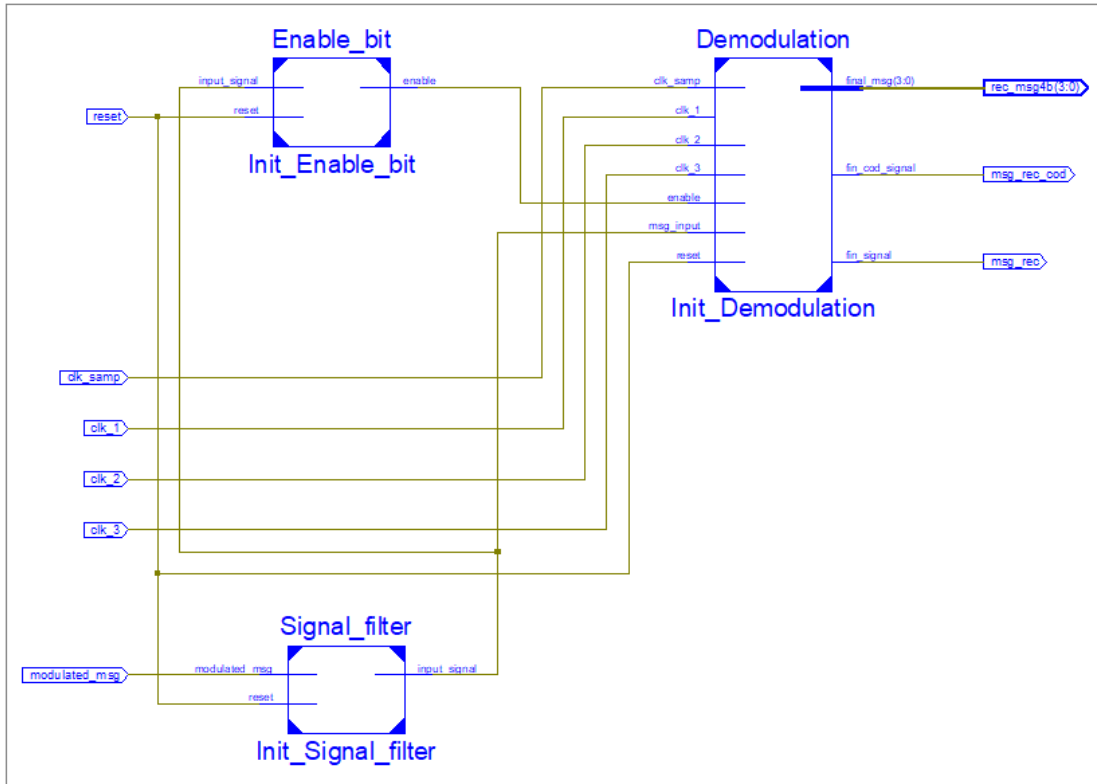 Enable_bit
input_signal
enable
reset
Init_Enable_bit
reset
Demodulation
clk_samp
clk_1
clk_2
clk_3
enable
msg_input
reset
final_msg(3:0)
fin_cod_signal
fin_signal
Init_Demodulation
rec_msg4b(3:0)
msg_rec_cod
msg_rec
clk_samp
clk_1
clk_2
clk_3
Signal_filter
modulated_msg
modulated_msg
input_signal
reset
Init_Signal_filter